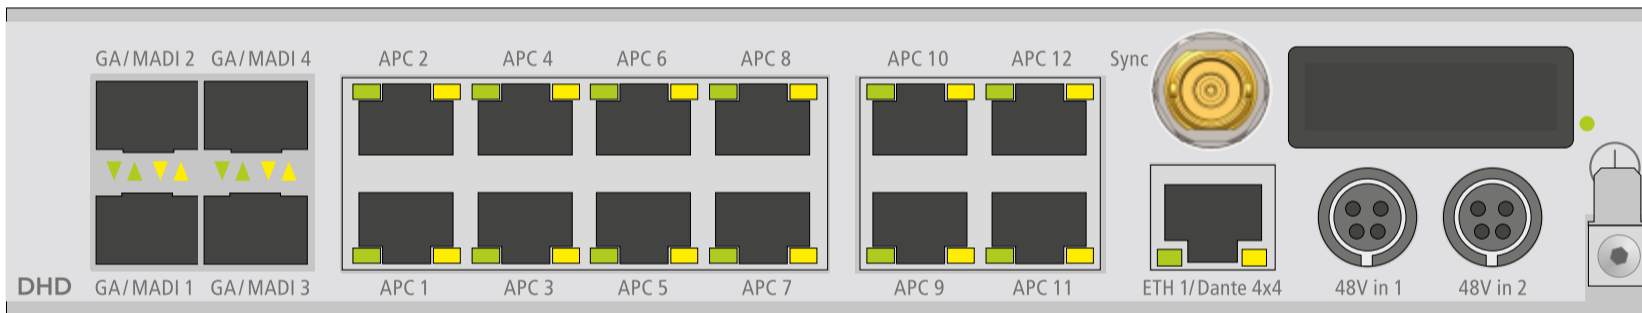 GA/MADI 2 GA/MADI 4 APC 2 APC 4 APC 6 APC 8 APC 10 APC 12 Sync
DHD GA/MADI 1 GA/MADI 3 APC 1 APC 3 APC 5 APC 7 APC 9 APC 11 ETH 1/Dante 4x4 48V in 1 48V in 2